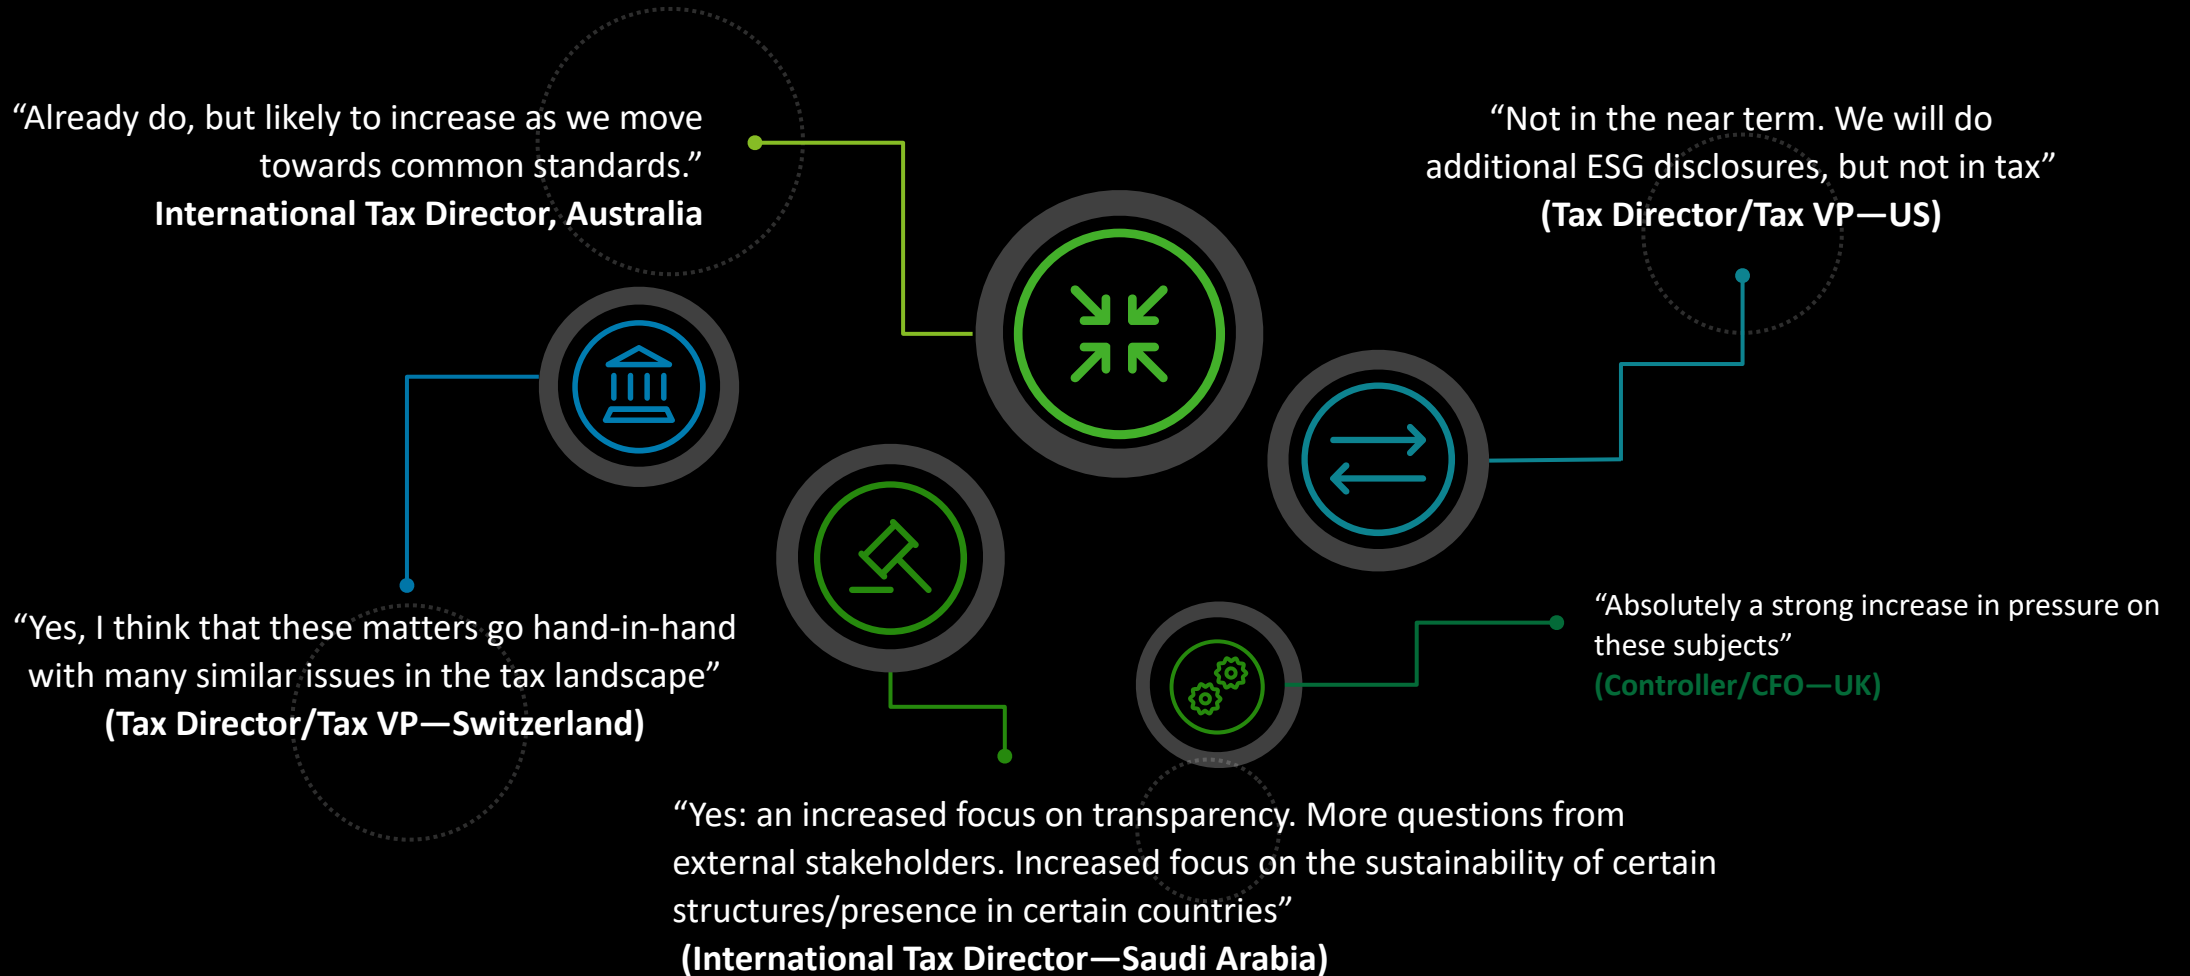 “Already do, but likely to increase as we move
towards common standards.”
International Tax Director, Australia
“Not in the near term. We will do
additional ESG disclosures, but not in tax”
(Tax Director/Tax VP—US)
“Yes, I think that these matters go hand-in-hand
with many similar issues in the tax landscape”
(Tax Director/Tax VP—Switzerland)
“Absolutely a strong increase in pressure on
these subjects”
(Controller/CFO—UK)
“Yes: an increased focus on transparency. More questions from
external stakeholders. Increased focus on the sustainability of certain
structures/presence in certain countries”
(International Tax Director—Saudi Arabia)